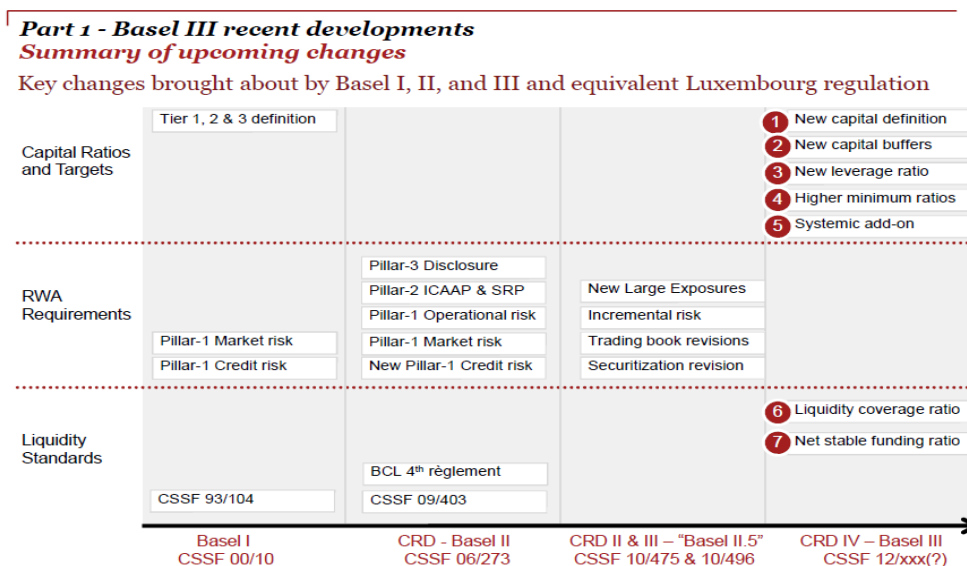 Part 1 - Basel III recent developments
Summary of upcoming changes
Key changes brought about by Basel I, II, and III and equivalent Luxembourg regulation
Capital Ratios
and Targets
Tier 1, 2 & 3 definition
1 New capital definition
2 New capital buffers
3 New leverage ratio
4 Higher minimum ratios
5 Systemic add-on
RWA
Requirements
Pillar-1 Market risk
Pillar-1 Credit risk
Pillar-3 Disclosure
Pillar-2 ICAAP & SRP
Pillar-1 Operational risk
Pillar-1 Market risk
New Pillar-1 Credit risk
New Large Exposures
Incremental risk
Trading book revisions
Securitization revision
Liquidity
Standards
CSSF 93/104
BCL 4th règlement
CSSF 09/403
6 Liquidity coverage ratio
7 Net stable funding ratio
Basel I
CSSF 00/10
CRD - Basel II
CSSF 06/273
CRD II & III – “Basel II.5”
CSSF 10/475 & 10/496
CRD IV – Basel III
CSSF 12/xxx(?)